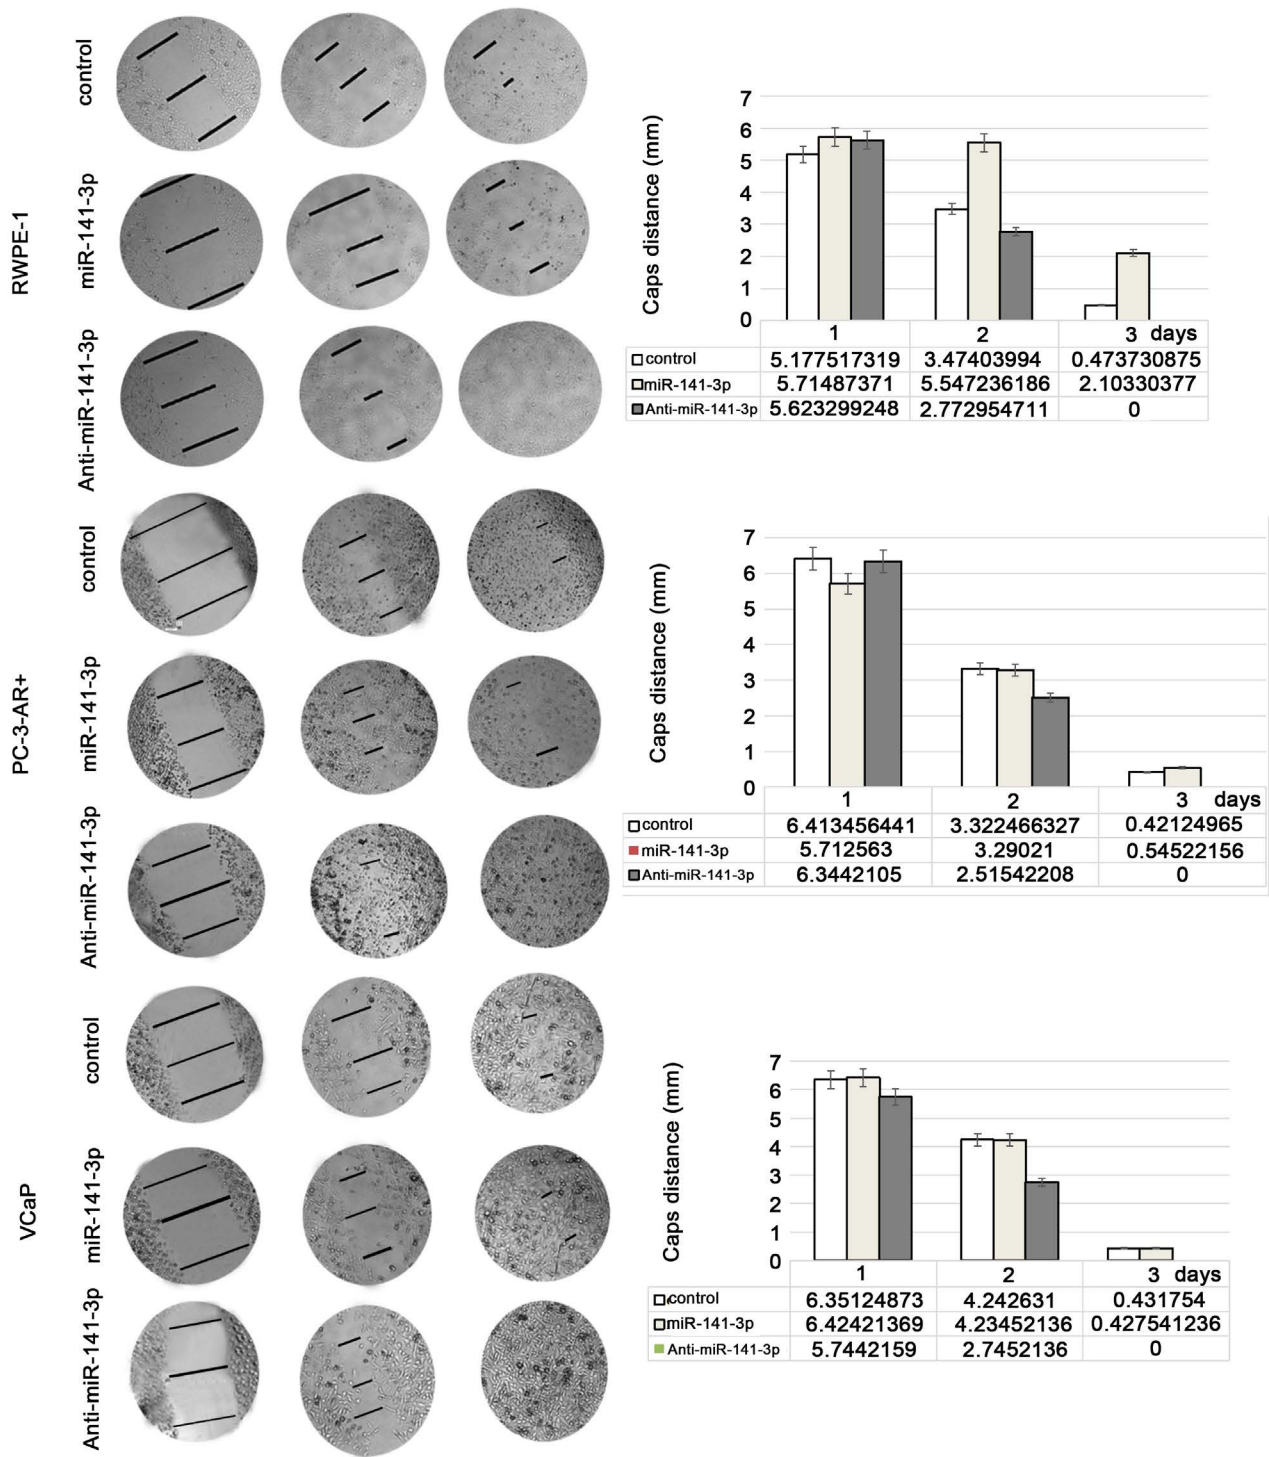 RWPE-1
control
miR-141-3p
Anti-miR-141-3p
Caps distance (mm)
7
6
5
4
3
2
1
0
1 2 3 days
control 5.177517319 3.47403994 0.473730875
miR-141-3p 5.71487371 5.547236186 2.10330377
Anti-miR-141-3p 5.623299248 2.772954711 0
PC-3-AR+
control
miR-141-3p
Anti-miR-141-3p
Caps distance (mm)
7
6
5
4
3
2
1
0
1 2 3 days
control 6.413456441 3.322466327 0.42124965
miR-141-3p 5.712563 3.29021 0.54522156
Anti-miR-141-3p 6.3442105 2.51542208 0
VCaP
control
miR-141-3p
Anti-miR-141-3p
Caps distance (mm)
7
6
5
4
3
2
1
0
1 2 3 days
control 6.35124873 4.242631 0.431754
miR-141-3p 6.42421369 4.23452136 0.427541236
Anti-miR-141-3p 5.7442159 2.7452136 0